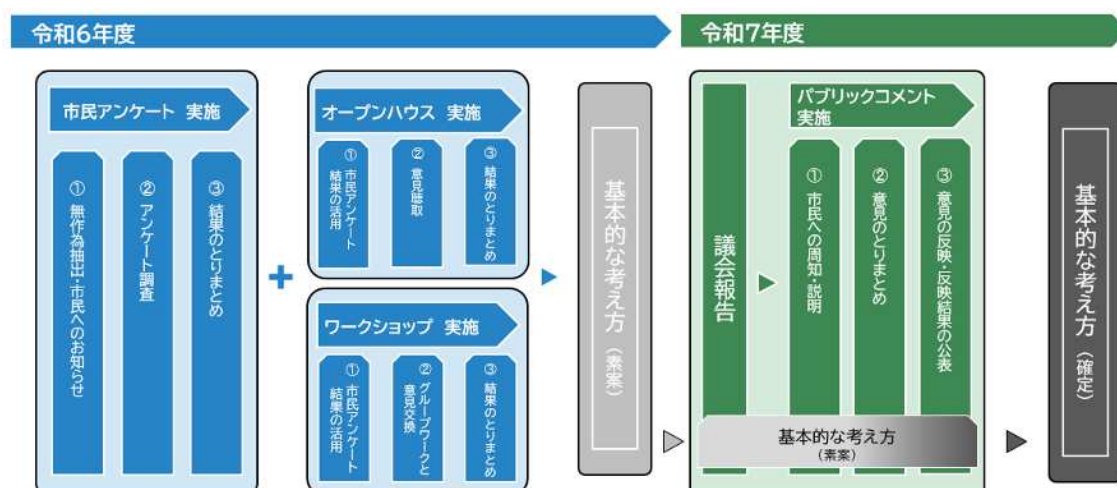 令和6年度
市民アンケート 実施
① 無作為抽出・市民へのお知らせ
② アンケート調査
③ 結果のとりまとめ
+
オープンハウス 実施
① 市民アンケート
結果の活用
② 意見聴取
③ 結果のとりまとめ
ワークショップ 実施
① 市民アンケート
結果の活用
② グループワークと
意見交換
③ 結果のとりまとめ
基本的な考え方(素案)
令和7年度
議会報告
パブリックコメント
実施
① 市民への周知・説明
② 意見のとりまとめ
③ 意見の反映・反映結果の公表
基本的な考え方
(素案)
基本的な考え方(確定)